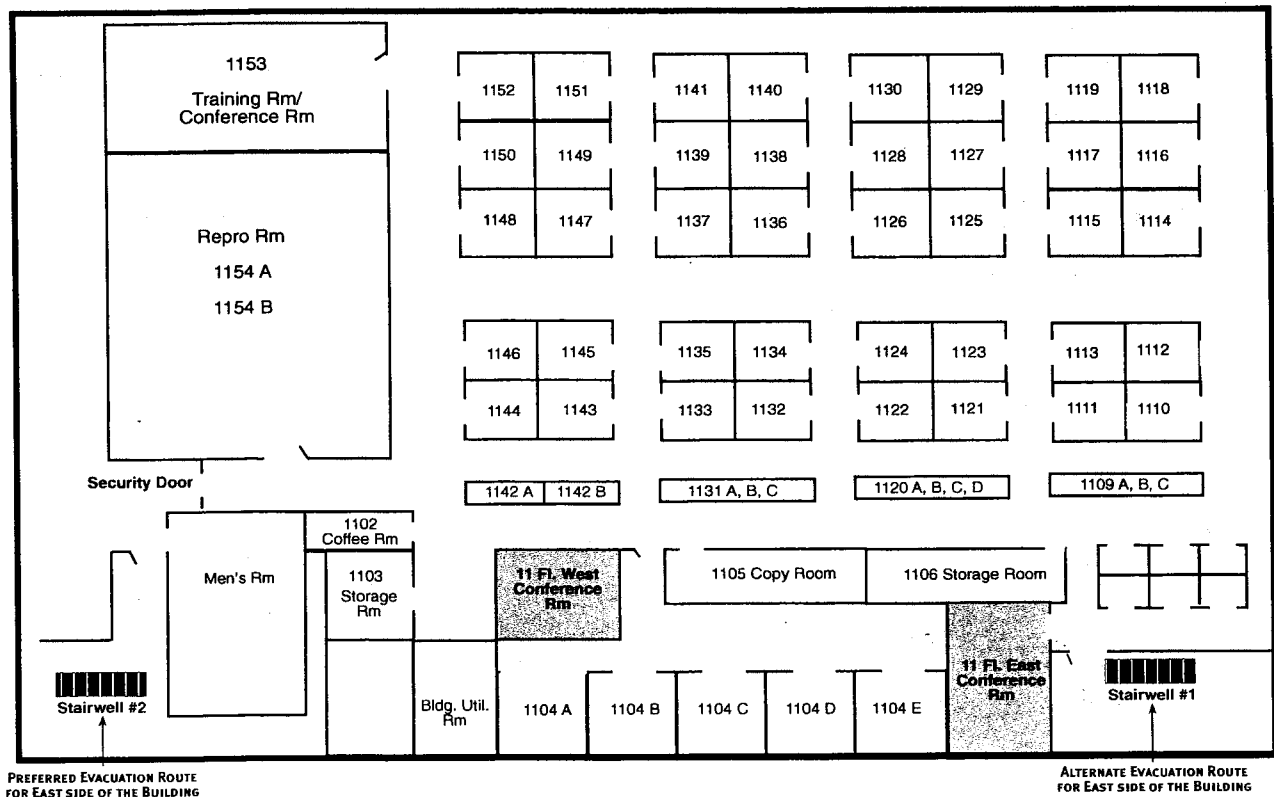 1153
Training Rm/
Conference Rm
1152 1151 1141 1140 1130 1129 1119 1118
1150 1149 1139 1138 1128 1127 1117 1116
1148 1147 1137 1136 1126 1125 1115 1114
Repro Rm
1154 A
1154 B
1146 1145 1135 1134 1124 1123 1113 1112
1144 1143 1133 1132 1122 1121 1111 1110
Security Door
1142 A 1142 B 1131 A, B, C 1120 A, B, C, D 1109 A, B, C
1102
Coffee Rm
Men's Rm
1103
Storage
Rm
11 Fl. West
Conference
Rm
1105 Copy Room 1106 Storage Room
11 Fl. East
Conference
Rm
Stairwell #2
Bldg. Util.
Rm
1104 A 1104 B 1104 C 1104 D 1104 E
Stairwell #1
PREFERRED EVACUATION ROUTE
FOR EAST SIDE OF THE BUILDING
ALTERNATE EVACUATION ROUTE
FOR EAST SIDE OF THE BUILDING